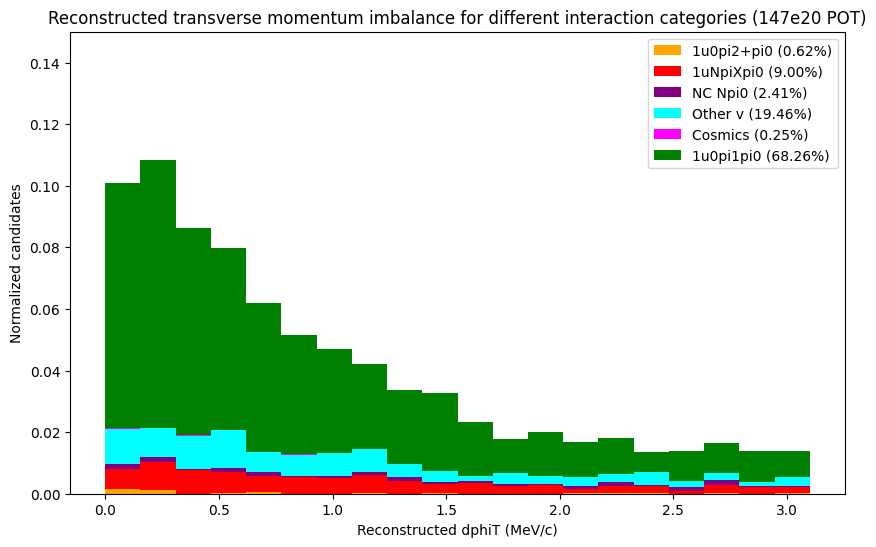 Reconstructed transverse momentum imbalance for different interaction categories (147e20 POT)
1u0pi2+pi0 (0.62%)
1uNpiXpi0 (9.00%)
NC Npi0 (2.41%)
Other v (19.46%)
Cosmics (0.25%)
1u0pi1pi0 (68.26%)
Normalized candidates
0.14
0.12
0.10
0.08
0.06
0.04
0.02
0.00
0.0 0.5 1.0 1.5 2.0 2.5 3.0
Reconstructed dphiT (MeV/c)